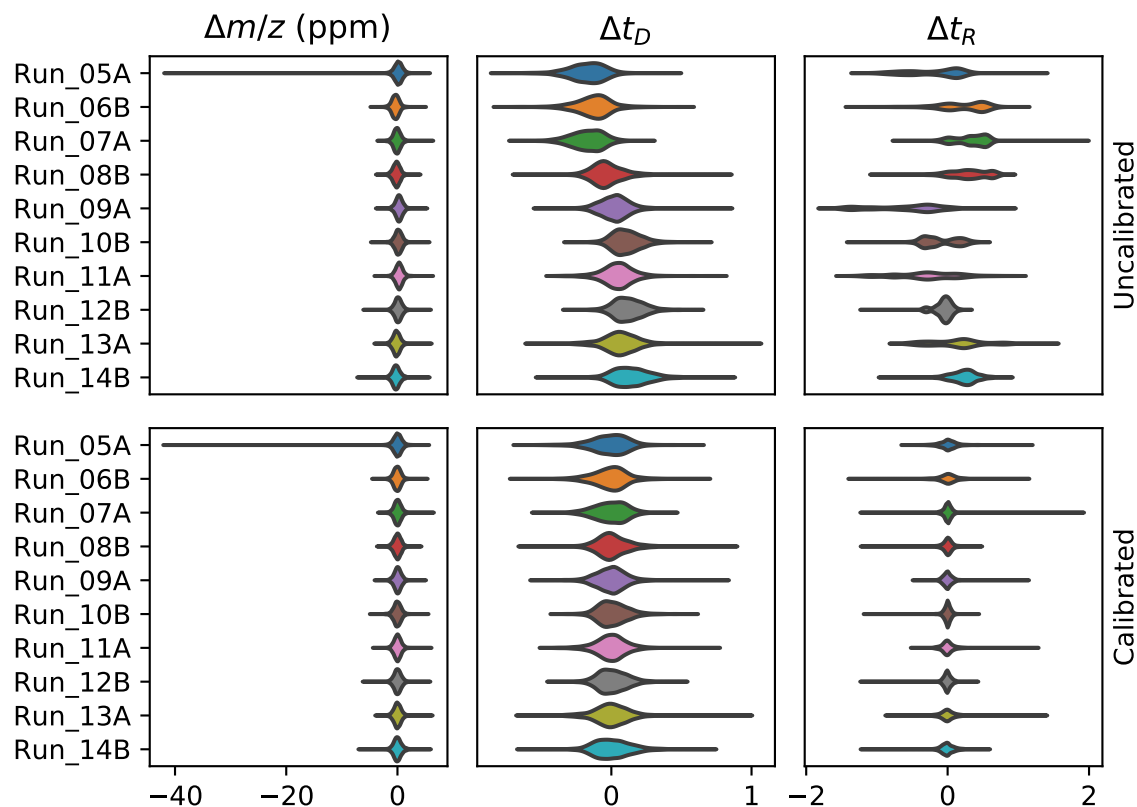 Δm/z (ppm) Δt_D Δt_R
Run_05A
Run_06B
Run_07A
Run_08B
Run_09A
Run_10B
Run_11A
Run_12B
Run_13A
Run_14B
Uncalibrated
Run_05A
Run_06B
Run_07A
Run_08B
Run_09A
Run_10B
Run_11A
Run_12B
Run_13A
Run_14B
Calibrated
−40 −20 0 0 1 −2 0 2